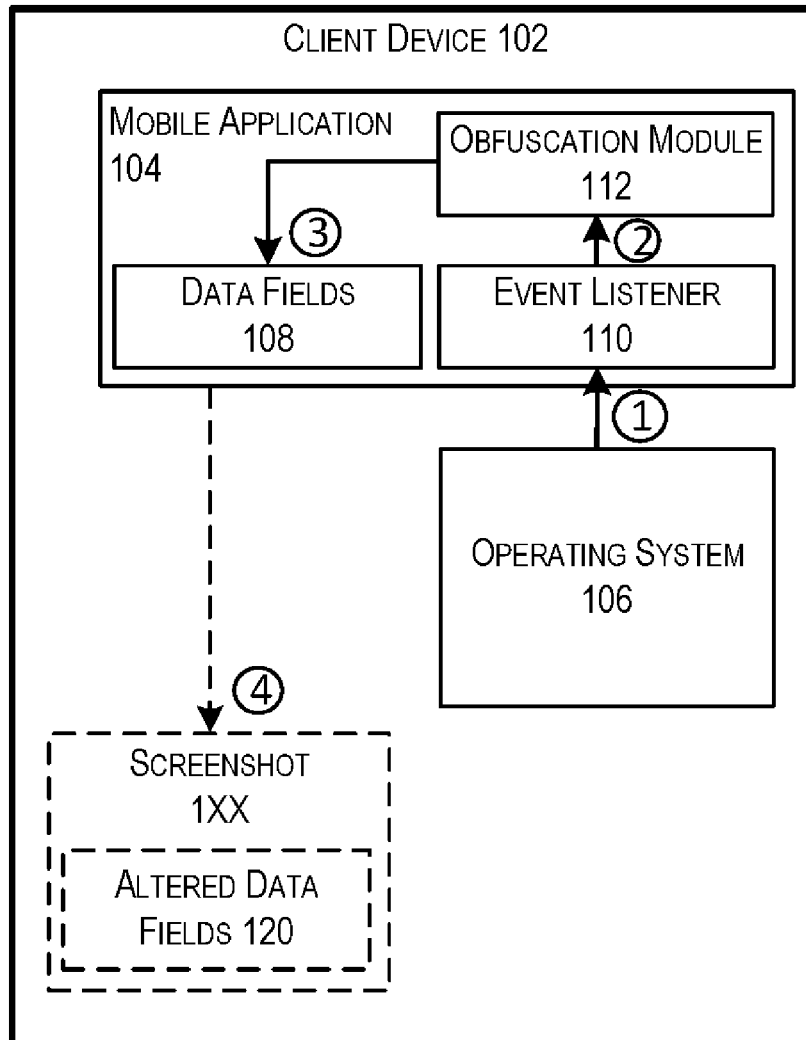 CLIENT DEVICE 102
MOBILE APPLICATION
104
OBFUSCATION MODULE
112
3
2
DATA FIELDS
108
EVENT LISTENER
110
1
OPERATING SYSTEM
106
4
SCREENSHOT
1XX
ALTERED DATA
FIELDS 120